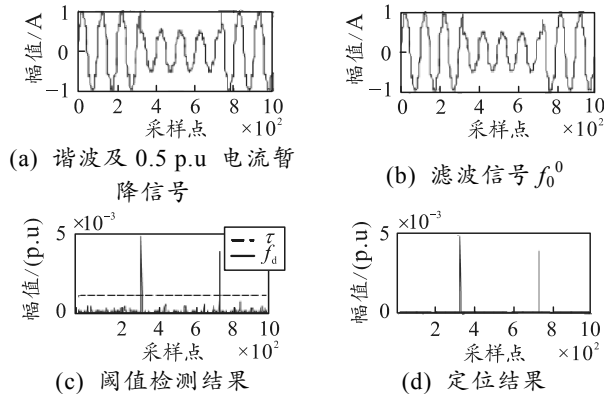 1
0
−1
幅值/A
0 2 4 6 8 10
采样点 ×10²
(a) 谐波及 0.5 p.u 电流暂
降信号
1
0
−1
幅值/A
0 2 4 6 8 10
采样点 ×10²
(b) 滤波信号 f₀⁰
×10⁻³
5
0
幅值/(p.u)
τ
f_d
2 4 6 8 10
采样点 ×10²
(c) 阈值检测结果
×10⁻³
5
0
幅值/(p.u)
2 4 6 8 10
采样点 ×10²
(d) 定位结果